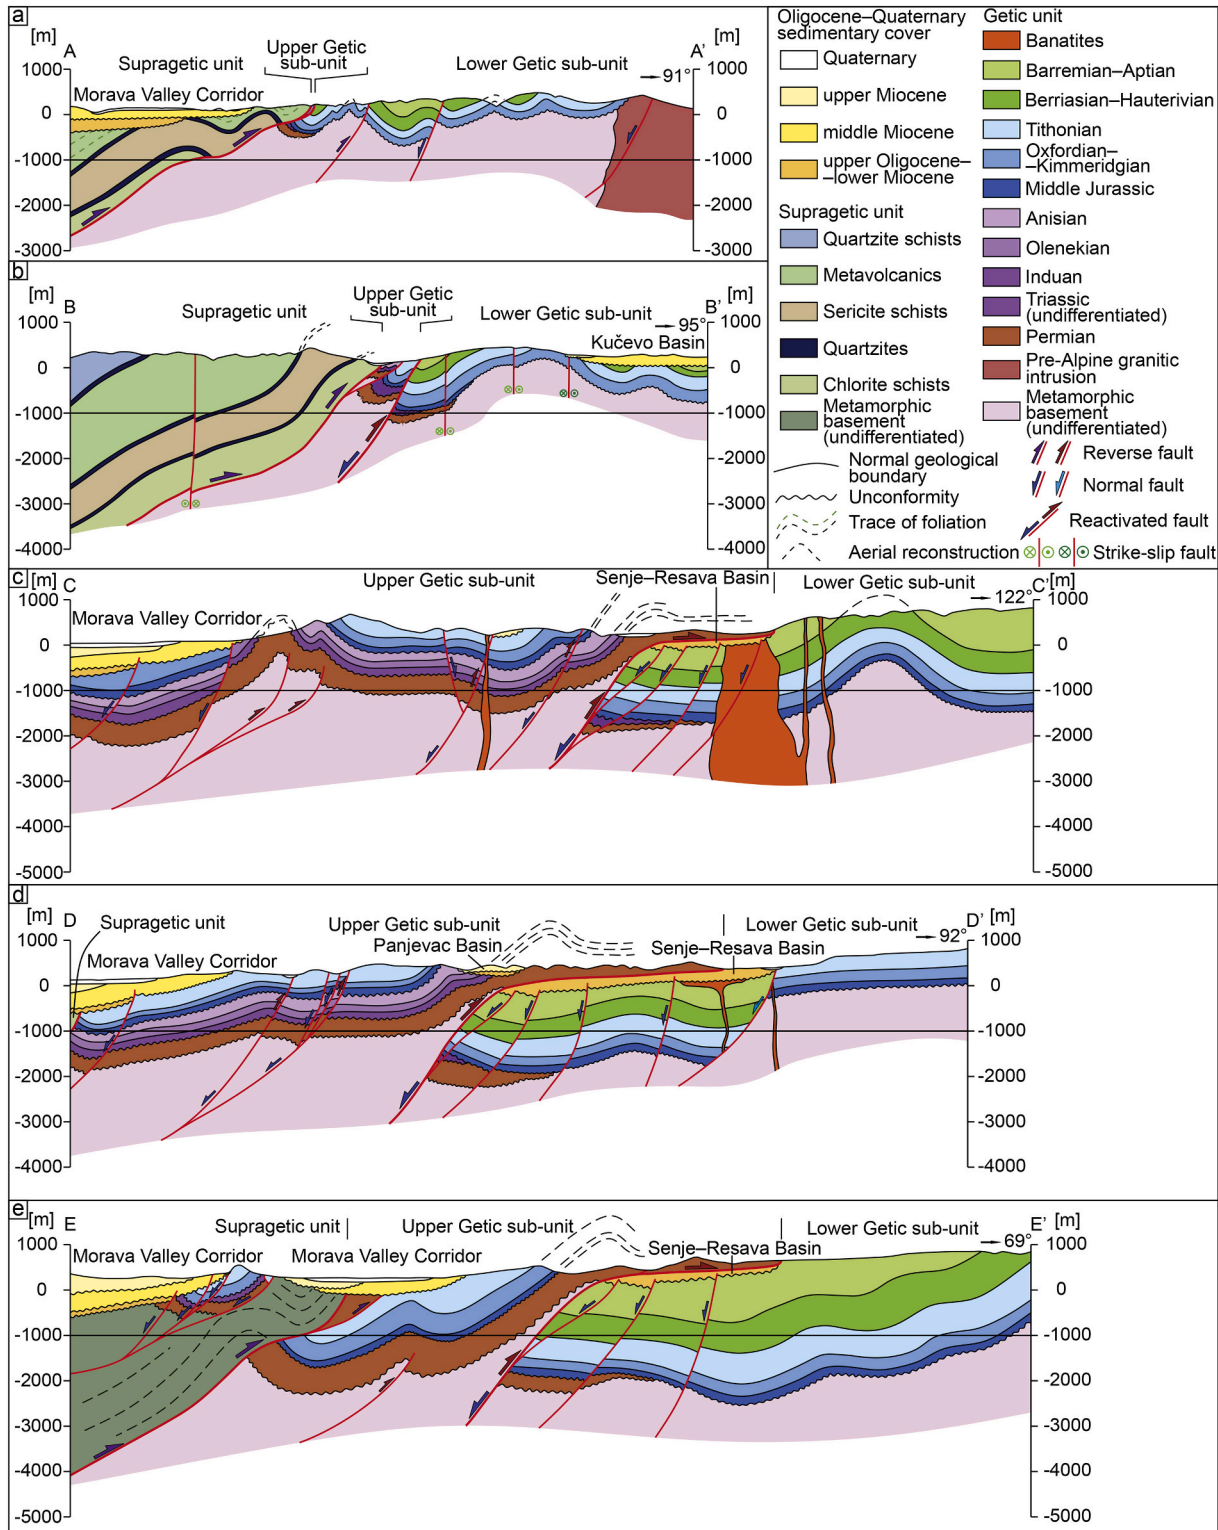 a
[m]
A
Supragetic unit
Upper Getic
sub-unit
Lower Getic sub-unit
[m]
A'
91°
Morava Valley Corridor
1000
0
-1000
-2000
-3000
1000
0
-1000
-2000
-3000
b
[m]
B
Supragetic unit
Upper Getic
sub-unit
Lower Getic sub-unit
[m]
B'
95°
Kučevo Basin
1000
0
-1000
-2000
-3000
-4000
1000
0
-1000
-2000
-3000
-4000
Oligocene–Quaternary
sedimentary cover
Quaternary
upper Miocene
middle Miocene
upper Oligocene–
–lower Miocene
Supragetic unit
Quartzite schists
Metavolcanics
Sericite schists
Quartzites
Chlorite schists
Metamorphic
basement
(undifferentiated)
Getic unit
Banatites
Barremian–Aptian
Berriasian–Hauterivian
Tithonian
Oxfordian–
–Kimmeridgian
Middle Jurassic
Anisian
Olenekian
Induan
Triassic
(undifferentiated)
Permian
Pre-Alpine granitic
intrusion
Metamorphic
basement
(undifferentiated)
Normal geological
boundary
Unconformity
Trace of foliation
Aerial reconstruction
Reverse fault
Normal fault
Reactivated fault
Strike-slip fault
c
[m]
C
Upper Getic sub-unit
Senje–Resava Basin
Lower Getic sub-unit
C'
[m]
122°
Morava Valley Corridor
1000
0
-1000
-2000
-3000
-4000
-5000
1000
0
-1000
-2000
-3000
-4000
-5000
d
[m]
D
Supragetic unit
Morava Valley Corridor
Upper Getic sub-unit
Panjevac Basin
Lower Getic sub-unit
Senje–Resava Basin
D'
[m]
92°
1000
0
-1000
-2000
-3000
-4000
1000
0
-1000
-2000
-3000
-4000
e
[m]
E
Supragetic unit
Upper Getic sub-unit
Lower Getic sub-unit
E'
[m]
69°
Morava Valley Corridor
Morava Valley Corridor
Senje–Resava Basin
1000
0
-1000
-2000
-3000
-4000
-5000
1000
0
-1000
-2000
-3000
-4000
-5000